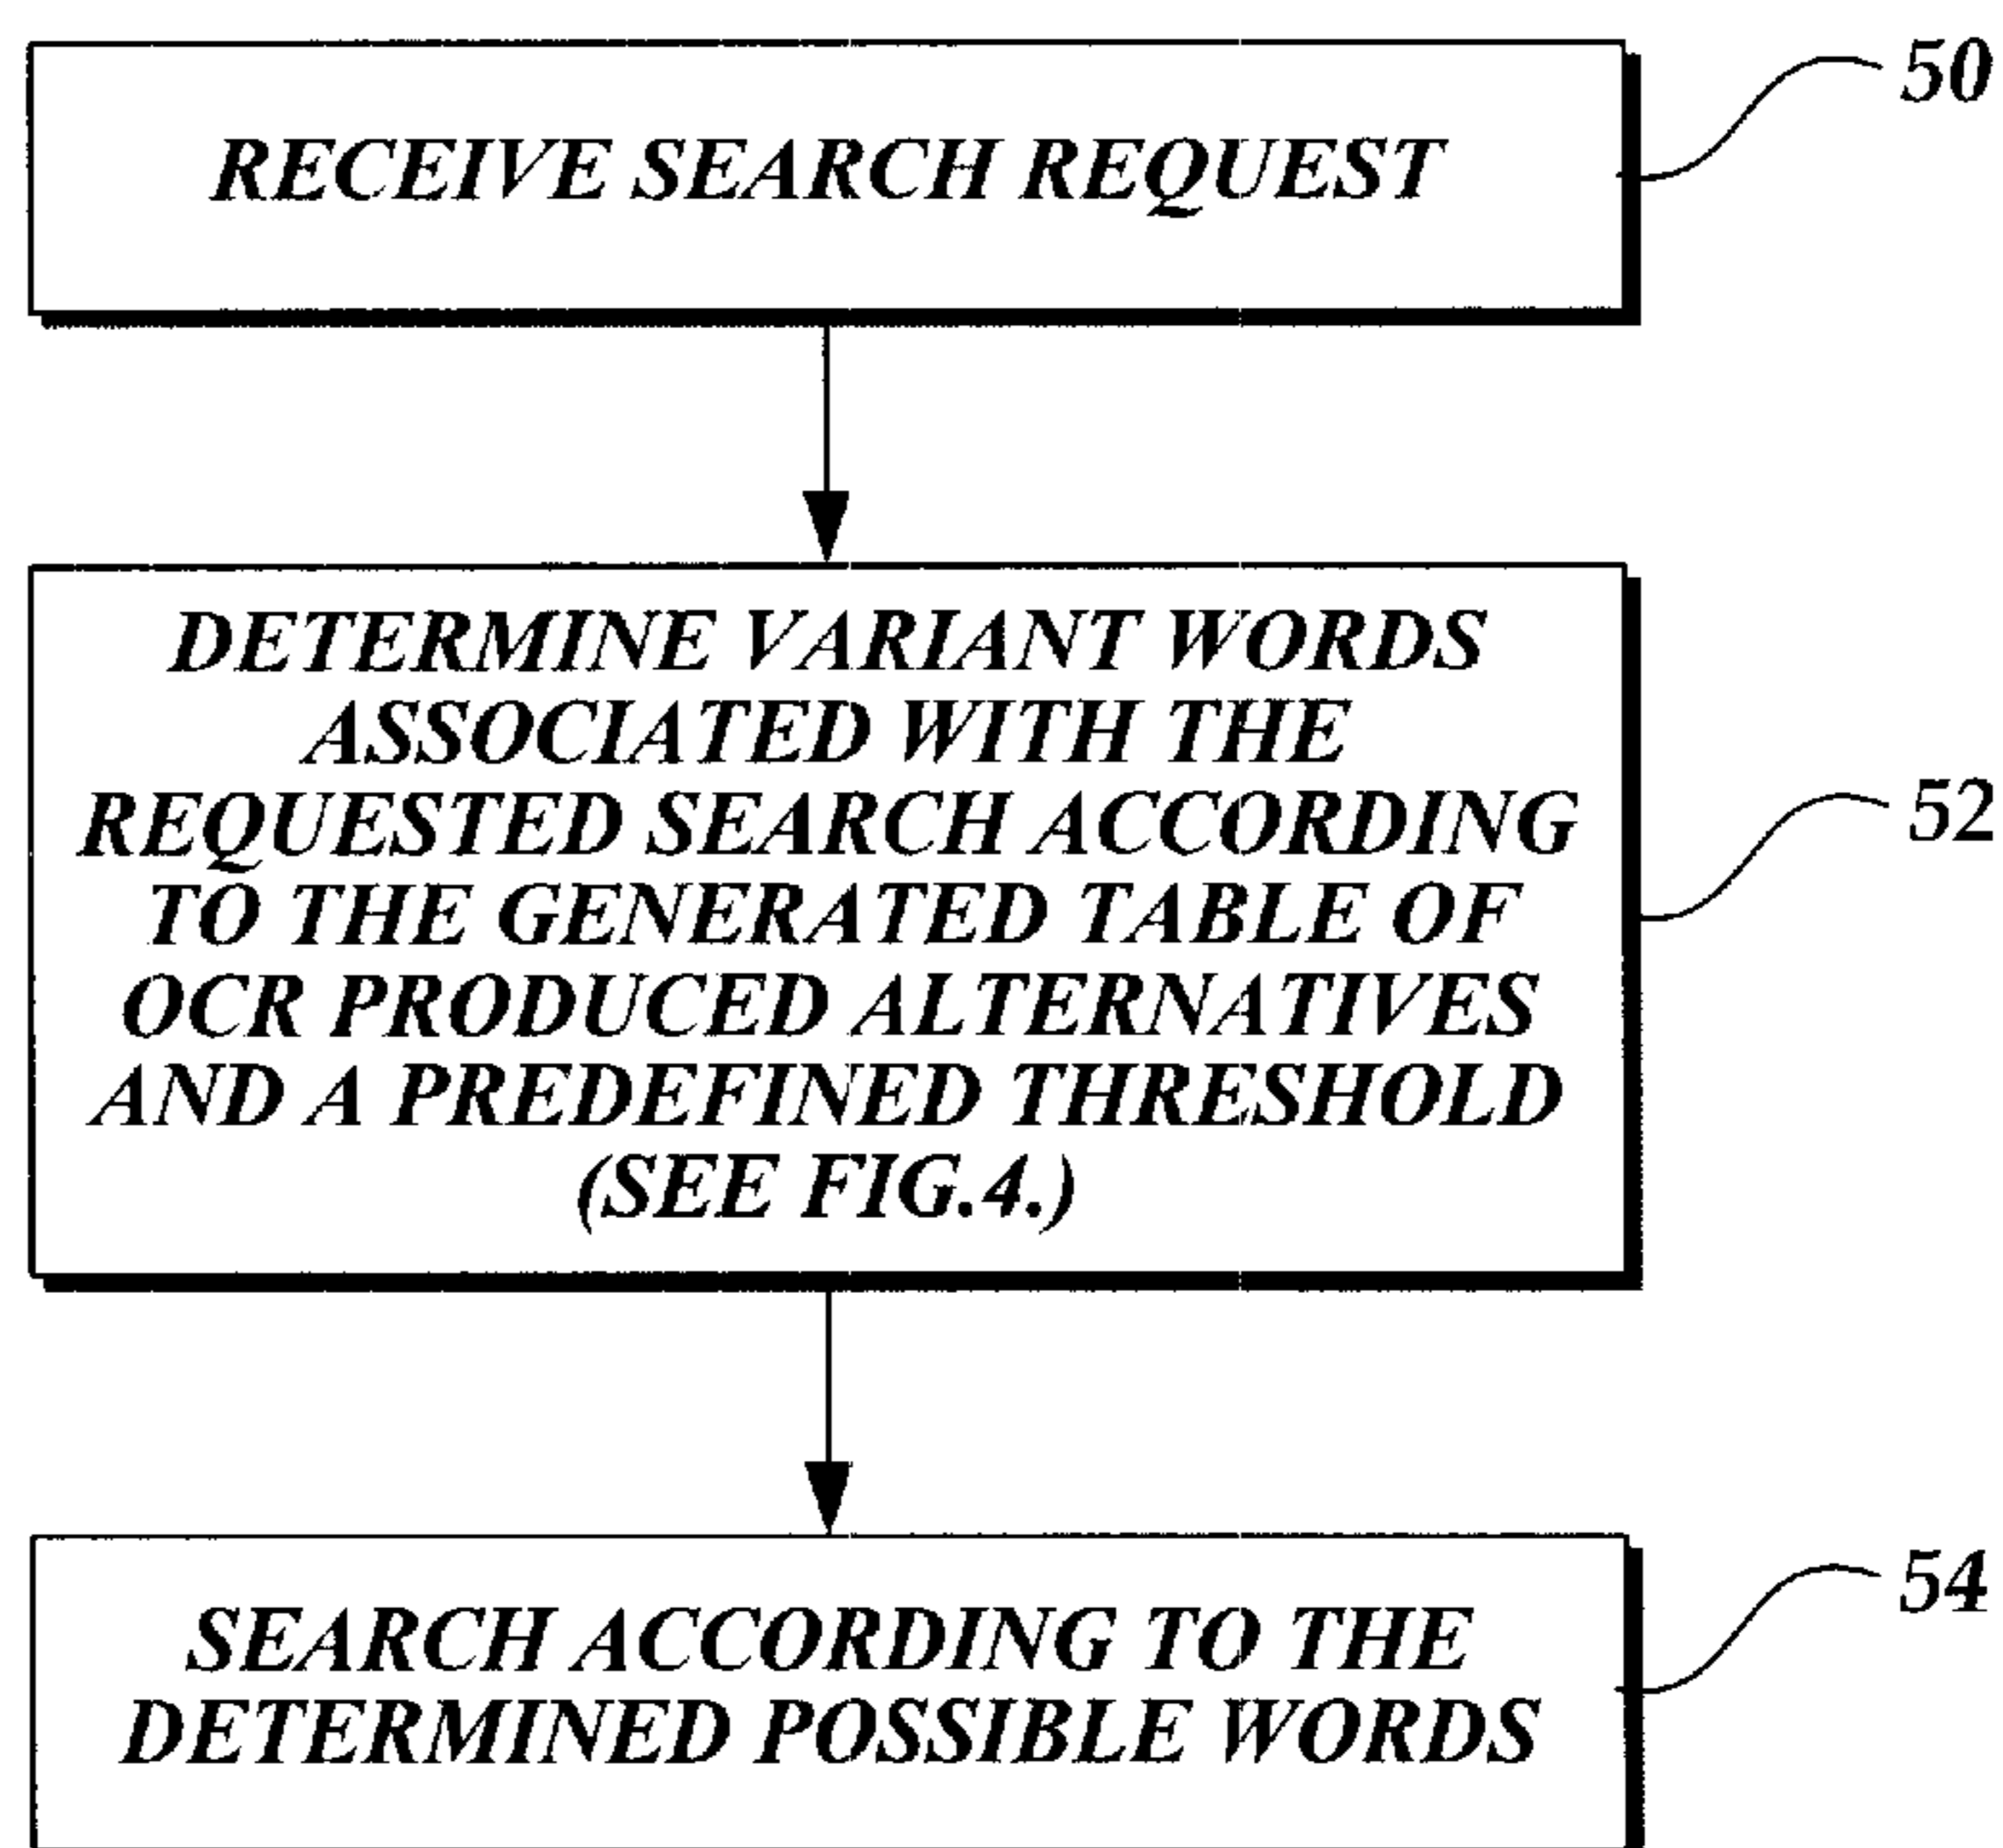 RECEIVE SEARCH REQUEST
50
DETERMINE VARIANT WORDS
ASSOCIATED WITH THE
REQUESTED SEARCH ACCORDING
TO THE GENERATED TABLE OF
OCR PRODUCED ALTERNATIVES
AND A PREDEFINED THRESHOLD
(SEE FIG.4.)
52
SEARCH ACCORDING TO THE
DETERMINED POSSIBLE WORDS
54